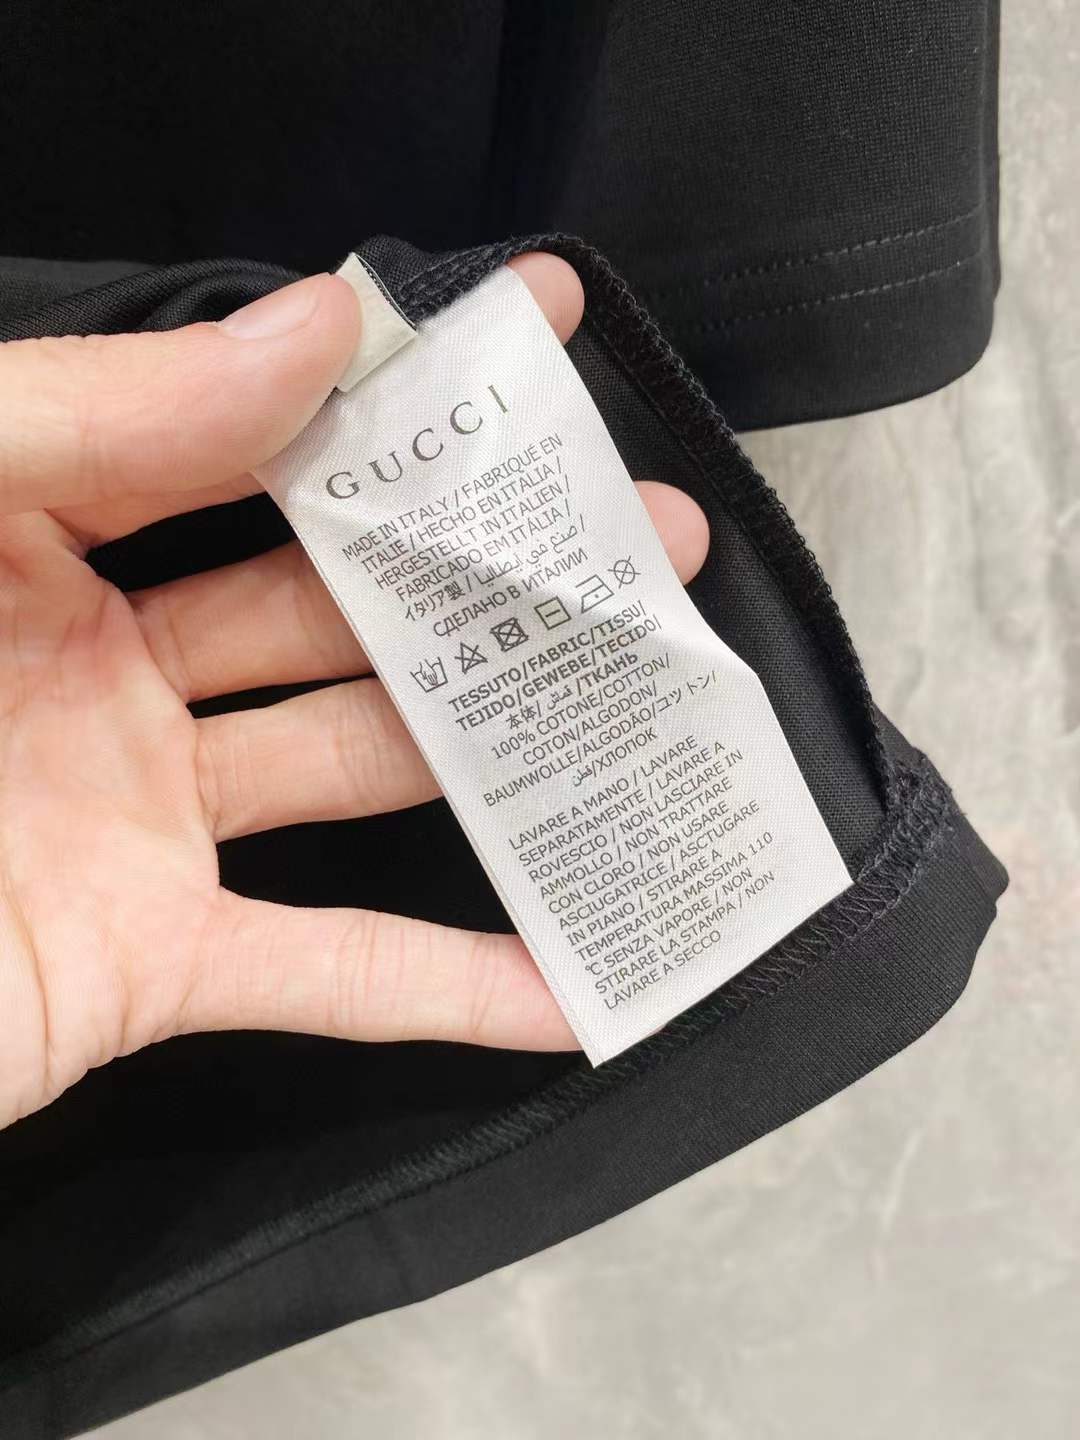 GUCCI
MADE IN ITALY / FABRIQUÉ EN
ITALIE / HECHO EN ITALIA /
HERGESTELLT IN ITALIEN /
FABRICADO EM ITÁLIA /
イタリア製 / صنع في إيطاليا /
СДЕЛАНО В ИТАЛИИ
TESSUTO/FABRIC/TISSU/
TEJIDO/GEWEBE/TECIDO/
本体/ قماش /ТКАНЬ
100% COTONE/COTTON/
COTON/ALGODON/
BAUMWOLLE/ALGODÃO/コットン/
قطن/ХЛОПОК
LAVARE A MANO / LAVARE
SEPARATAMENTE / LAVARE A
ROVESCIO / NON LASCIARE IN
AMMOLLO / NON TRATTARE
CON CLORO / NON USARE
ASCIUGATRICE / ASCTUGARE
IN PIANO / STIRARE A
TEMPERATURA MASSIMA 110
°C SENZA VAPORE / NON
STIRARE LA STAMPA / NON
LAVARE A SECCO